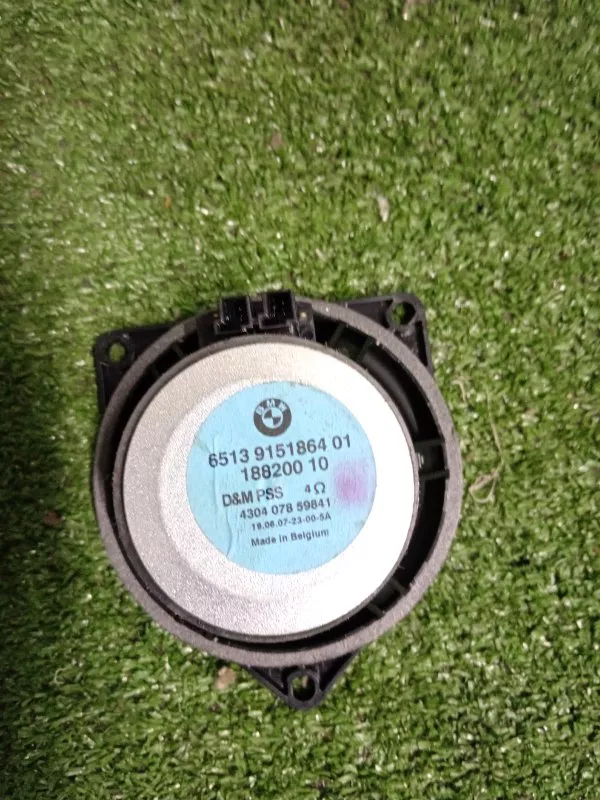 BMW
6513 9151864 01
188200 10
D&M PSS 4 Ω
4304 078 59841
19.06.07-23-00-5A
Made in Belgium